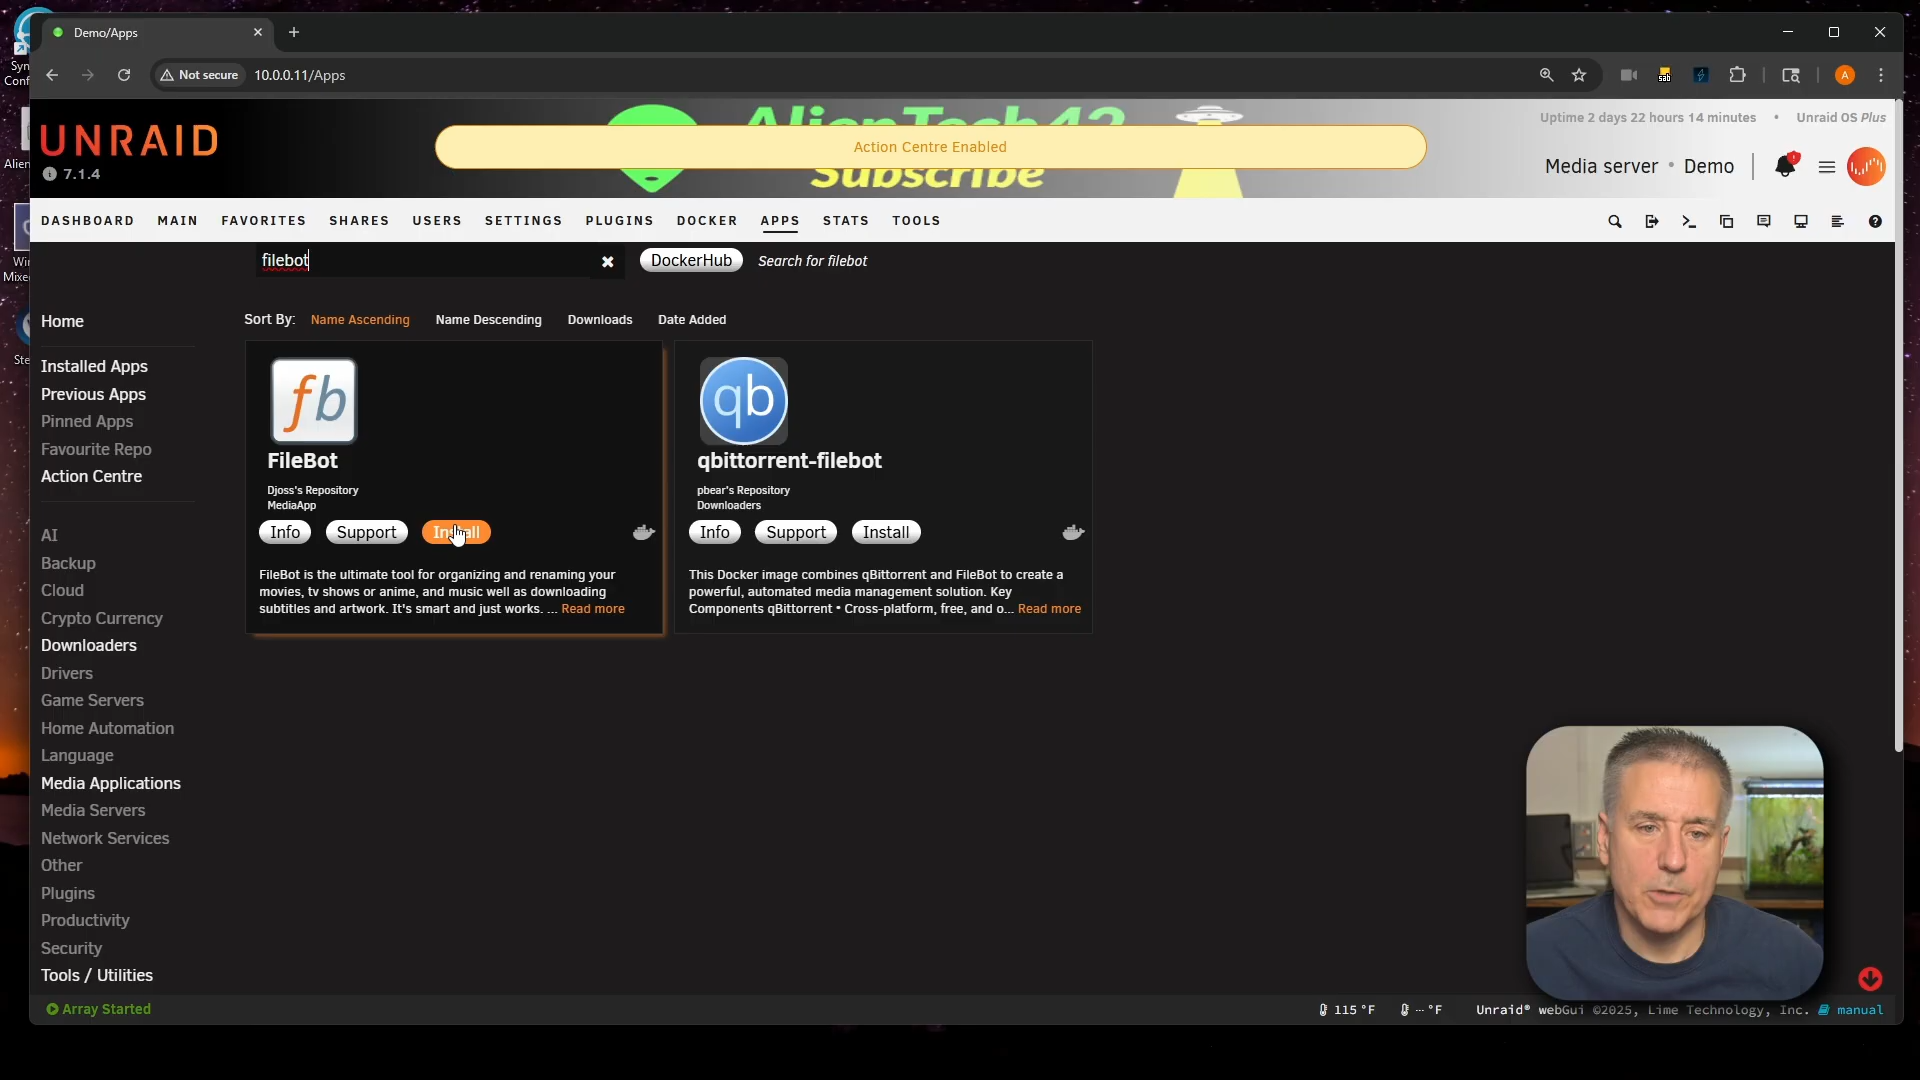 Demo/Apps
Not secure
10.0.0.11/Apps
sab
A
UNRAID
7.1.4
AlienTech42
Subscribe
Action Centre Enabled
Uptime 2 days 22 hours 14 minutes • Unraid OS Plus
Media server • Demo
DASHBOARD MAIN FAVORITES SHARES USERS SETTINGS PLUGINS DOCKER APPS STATS TOOLS
filebot
DockerHub
Search for filebot
Sort By: Name Ascending Name Descending Downloads Date Added
Home
Installed Apps
Previous Apps
Pinned Apps
Favourite Repo
Action Centre
AI
Backup
Cloud
Crypto Currency
Downloaders
Drivers
Game Servers
Home Automation
Language
Media Applications
Media Servers
Network Services
Other
Plugins
Productivity
Security
Tools / Utilities
fb
FileBot
Djoss's Repository
MediaApp
Info Support Install
FileBot is the ultimate tool for organizing and renaming your
movies, tv shows or anime, and music well as downloading
subtitles and artwork. It's smart and just works. ... Read more
qb
qbittorrent-filebot
pbear's Repository
Downloaders
Info Support Install
This Docker image combines qBittorrent and FileBot to create a
powerful, automated media management solution. Key
Components qBittorrent • Cross-platform, free, and o... Read more
Array Started
115 °F
-- °F
Unraid® webGui ©2025, Lime Technology, Inc. manual